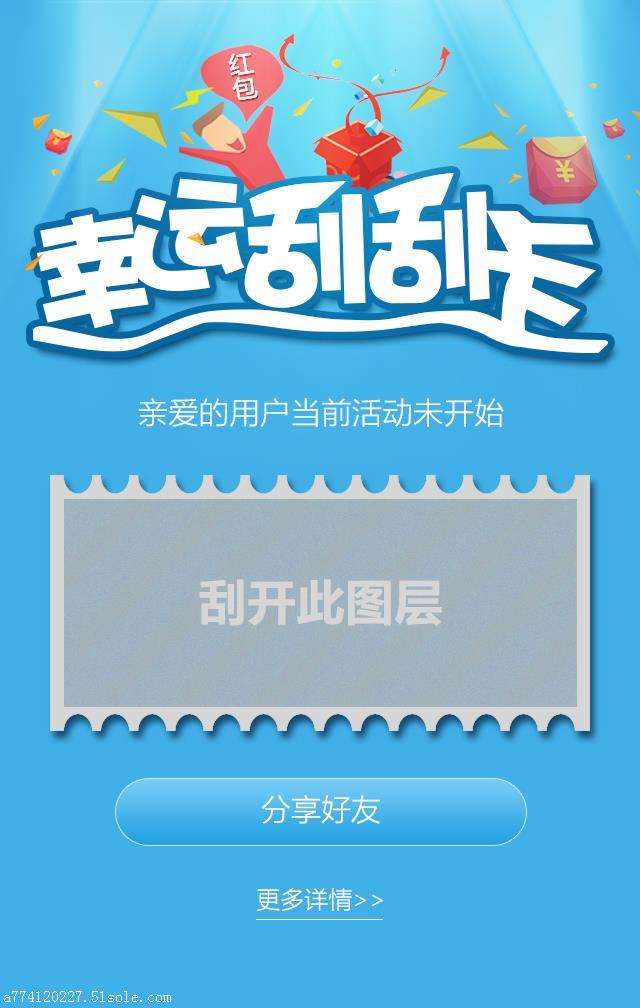 红
包
¥
幸运刮刮卡
亲爱的用户当前活动未开始
刮开此图层
分享好友
更多详情>>
a774120227.51sole.com